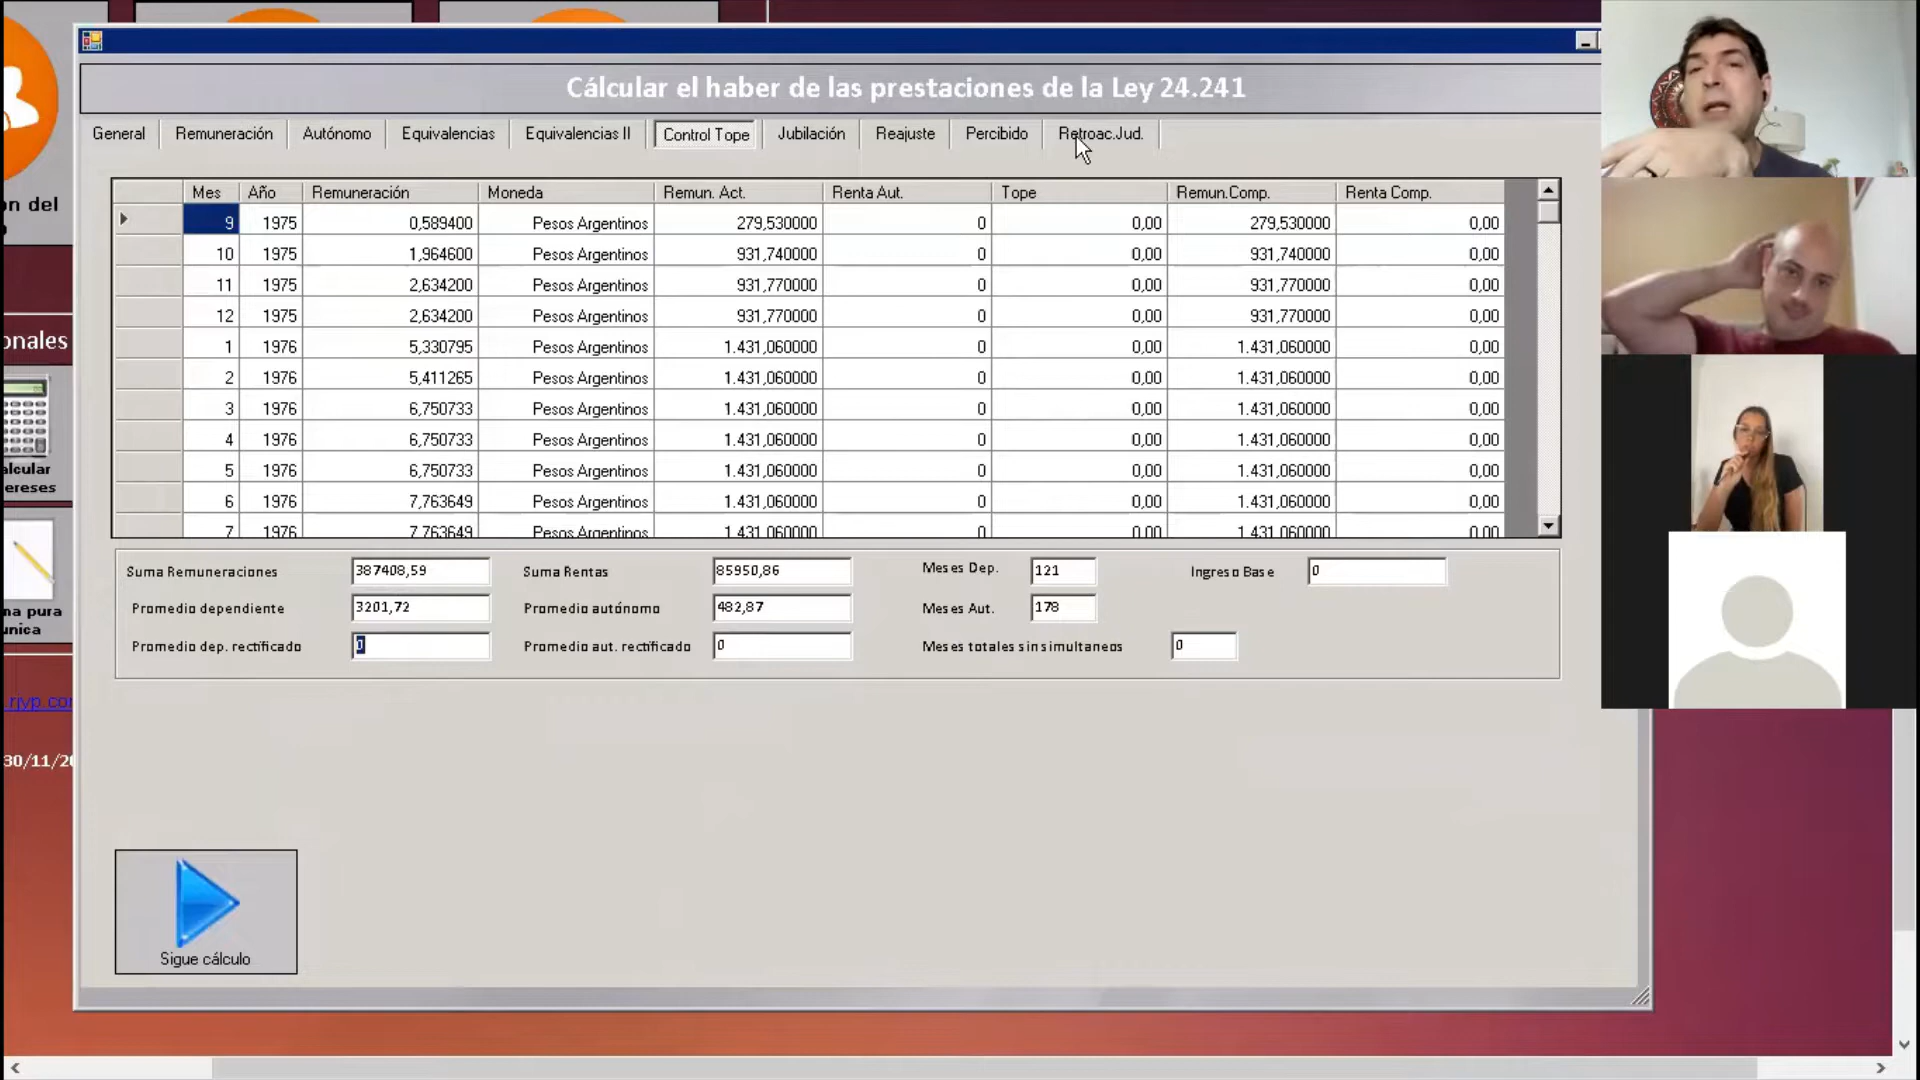 Cálcular el haber de las prestaciones de la Ley 24.241
General Remuneración Autónomo Equivalencias Equivalencias II Control Tope Jubilación Reajuste Percibido Retroac.Jud.
Mes Año Remuneración Moneda Remun. Act. Renta Aut. Tope Remun.Comp. Renta Comp.
9 1975 0,589400 Pesos Argentinos 279,530000 0 0,00 279,530000 0,00
10 1975 1,964600 Pesos Argentinos 931,740000 0 0,00 931,740000 0,00
11 1975 2,634200 Pesos Argentinos 931,770000 0 0,00 931,770000 0,00
12 1975 2,634200 Pesos Argentinos 931,770000 0 0,00 931,770000 0,00
1 1976 5,330795 Pesos Argentinos 1.431,060000 0 0,00 1.431,060000 0,00
2 1976 5,411265 Pesos Argentinos 1.431,060000 0 0,00 1.431,060000 0,00
3 1976 6,750733 Pesos Argentinos 1.431,060000 0 0,00 1.431,060000 0,00
4 1976 6,750733 Pesos Argentinos 1.431,060000 0 0,00 1.431,060000 0,00
5 1976 6,750733 Pesos Argentinos 1.431,060000 0 0,00 1.431,060000 0,00
6 1976 7,763649 Pesos Argentinos 1.431,060000 0 0,00 1.431,060000 0,00
7 1976 7,763649 Pesos Argentinos 1.431,060000 0 0,00 1.431,060000 0,00
Suma Remuneraciones 387408,59 Suma Rentas 85950,86 Meses Dep. 121 Ingreso Base 0
Promedio dependiente 3201,72 Promedio autónomo 482,87 Meses Aut. 178
Promedio dep. rectificado 0 Promedio aut. rectificado 0 Meses totales sin simultaneos 0
Sigue cálculo
n del
onales
alcular
ereses
na pura
unica
.rjyp.co
30/11/20